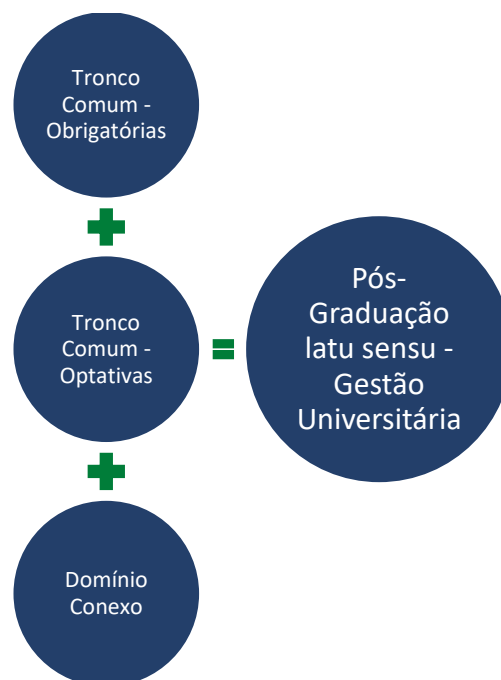 Tronco
Comum -
Obrigatórias
Tronco
Comum -
Optativas
Pós-
Graduação
latu sensu -
Gestão
Universitária
Domínio
Conexo